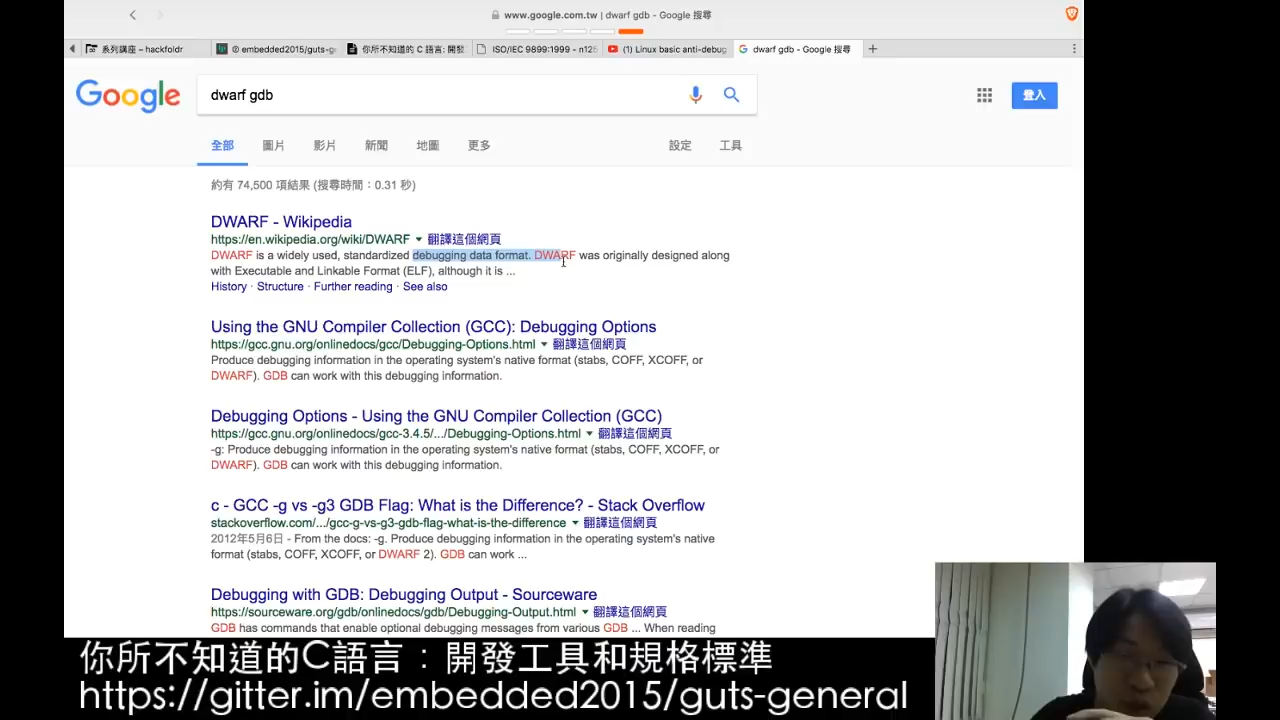 www.google.com.tw | dwarf gdb - Google 搜尋
系列講座 – hackfoldr
embedded2015/guts-g
你所不知道的 C 語言: 開發
ISO/IEC 9899:1999 - n125
(1) Linux basic anti-debug
dwarf gdb - Google 搜尋
Google
dwarf gdb
登入
全部 圖片 影片 新聞 地圖 更多 設定 工具
約有 74,500 項結果 (搜尋時間：0.31 秒)
DWARF - Wikipedia
https://en.wikipedia.org/wiki/DWARF 翻譯這個網頁
DWARF is a widely used, standardized debugging data format. DWARF was originally designed along
with Executable and Linkable Format (ELF), although it is ...
History · Structure · Further reading · See also
Using the GNU Compiler Collection (GCC): Debugging Options
https://gcc.gnu.org/onlinedocs/gcc/Debugging-Options.html 翻譯這個網頁
Produce debugging information in the operating system's native format (stabs, COFF, XCOFF, or
DWARF). GDB can work with this debugging information.
Debugging Options - Using the GNU Compiler Collection (GCC)
https://gcc.gnu.org/onlinedocs/gcc-3.4.5/.../Debugging-Options.html 翻譯這個網頁
-g: Produce debugging information in the operating system's native format (stabs, COFF, XCOFF, or
DWARF). GDB can work with this debugging information.
c - GCC -g vs -g3 GDB Flag: What is the Difference? - Stack Overflow
stackoverflow.com/.../gcc-g-vs-g3-gdb-flag-what-is-the-difference 翻譯這個網頁
2012年5月6日 - From the docs: -g. Produce debugging information in the operating system's native
format (stabs, COFF, XCOFF, or DWARF 2). GDB can work ...
Debugging with GDB: Debugging Output - Sourceware
https://sourceware.org/gdb/onlinedocs/gdb/Debugging-Output.html 翻譯這個網頁
GDB has commands that enable optional debugging messages from various GDB ... When reading
你所不知道的C語言：開發工具和規格標準
https://gitter.im/embedded2015/guts-general